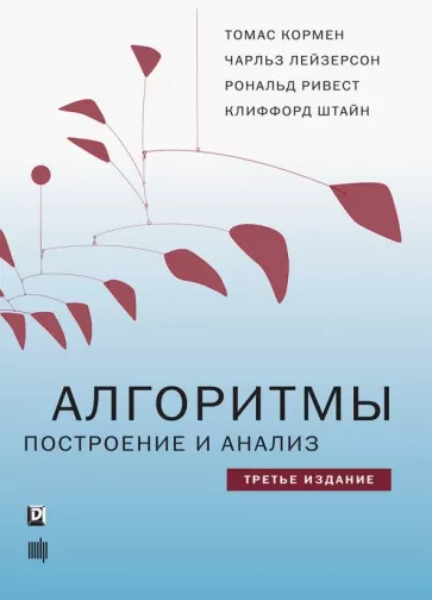 ТОМАС КОРМЕН
ЧАРЛЬЗ ЛЕЙЗЕРСОН
РОНАЛЬД РИВЕСТ
КЛИФФОРД ШТАЙН
АЛГОРИТМЫ
ПОСТРОЕНИЕ И АНАЛИЗ
ТРЕТЬЕ ИЗДАНИЕ